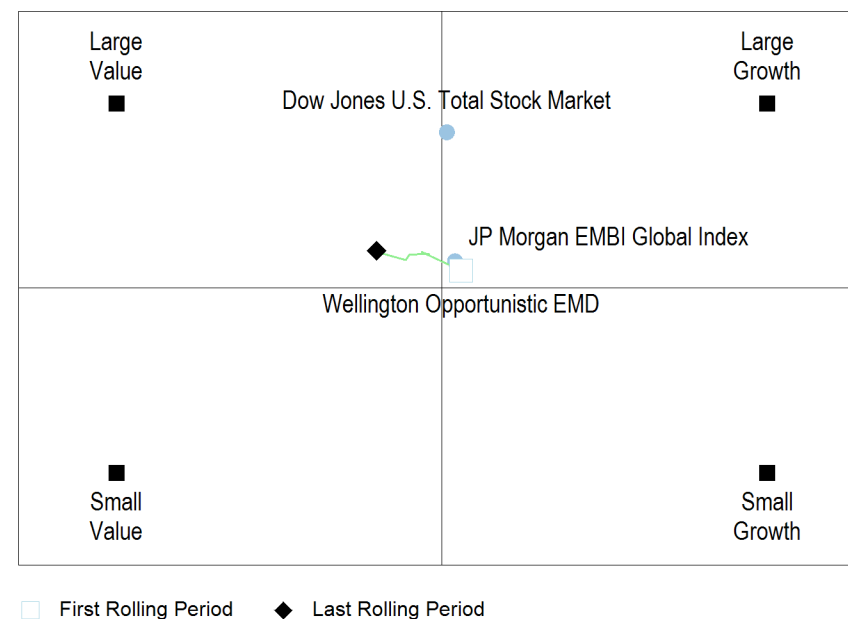 Large
Value
Large
Growth
Dow Jones U.S. Total Stock Market
JP Morgan EMBI Global Index
Wellington Opportunistic EMD
Small
Value
Small
Growth
First Rolling Period
Last Rolling Period